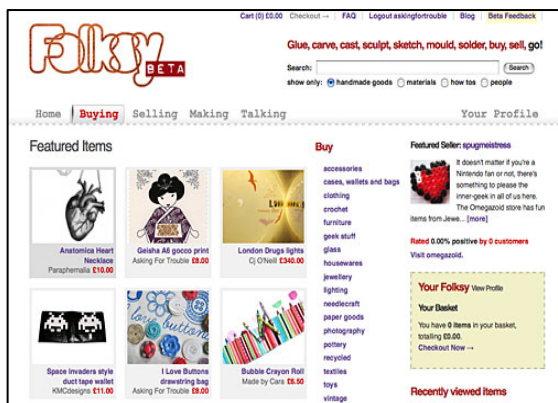 Cart (0) £0.00 Checkout → FAQ Logout askingfortrouble Blog Beta Feedback
Folksy BETA
Glue, carve, cast, sculpt, sketch, mould, solder, buy, sell, go!
Search: Search
show only: handmade goods materials how tos people
Home Buying Selling Making Talking Your Profile
Featured Items
Anatomica Heart
Necklace
Paraphernalia £10.00
Geisha A6 gocco print
Asking For Trouble £8.00
London Drugs lights
Cj O'Neill £340.00
Space invaders style
duct tape wallet
KMCdesigns £11.00
I Love Buttons
drawstring bag
Asking For Trouble £8.00
Bubble Crayon Roll
Made by Cara £6.50
Buy
accessories
cases, wallets and bags
clothing
crochet
furniture
geek stuff
glass
housewares
jewellery
lighting
needlecraft
paper goods
photography
pottery
recycled
textiles
toys
vintage
Featured Seller: spugmeistress
It doesn't matter if you're a
Nintendo fan or not, there's
something to please the
inner-geek in all of us here.
The Omegazoid store has fun
items from Jewe... [more]
Rated 0.00% positive by 0 customers
Visit omegazoid.
Your Folksy View Profile
Your Basket
You have 0 items in your basket,
totalling £0.00.
Checkout Now →
Recently viewed items